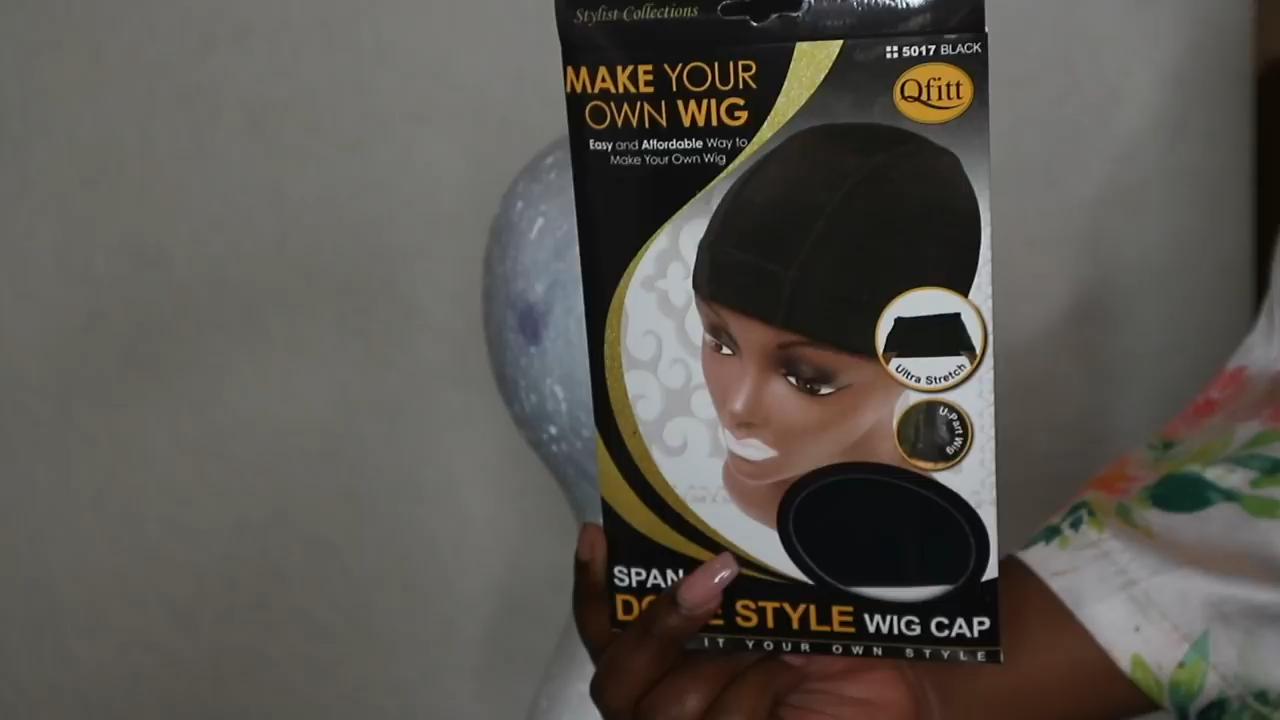 Stylist Collections
5017 BLACK
Qfitt
MAKE YOUR
OWN WIG
Easy and Affordable Way to
Make Your Own Wig
Ultra Stretch
U-Part Wig
STYLE WIG CAP
IT YOUR OWN STYLE